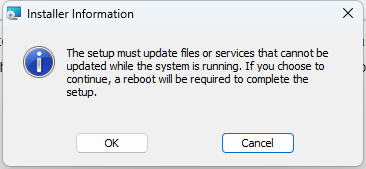 Installer Information
The setup must update files or services that cannot be
updated while the system is running. If you choose to
continue, a reboot will be required to complete the
setup.
OK
Cancel